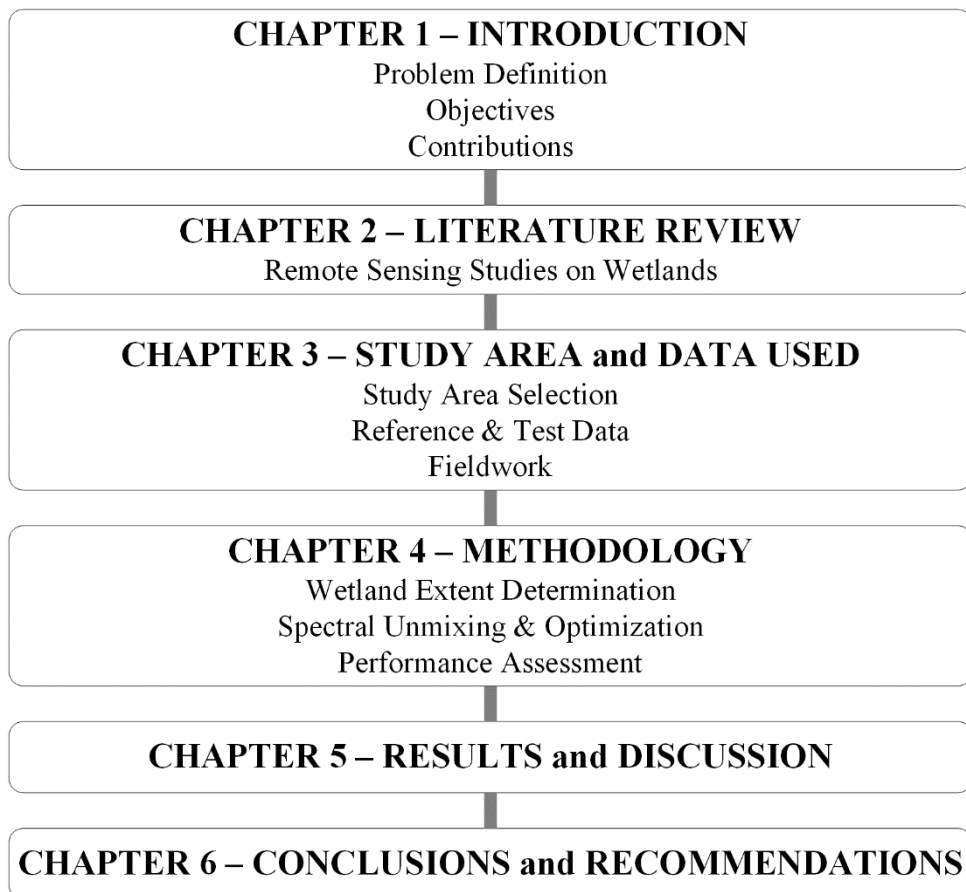 CHAPTER 1 – INTRODUCTION
Problem Definition
Objectives
Contributions
CHAPTER 2 – LITERATURE REVIEW
Remote Sensing Studies on Wetlands
CHAPTER 3 – STUDY AREA and DATA USED
Study Area Selection
Reference & Test Data
Fieldwork
CHAPTER 4 – METHODOLOGY
Wetland Extent Determination
Spectral Unmixing & Optimization
Performance Assessment
CHAPTER 5 – RESULTS and DISCUSSION
CHAPTER 6 – CONCLUSIONS and RECOMMENDATIONS